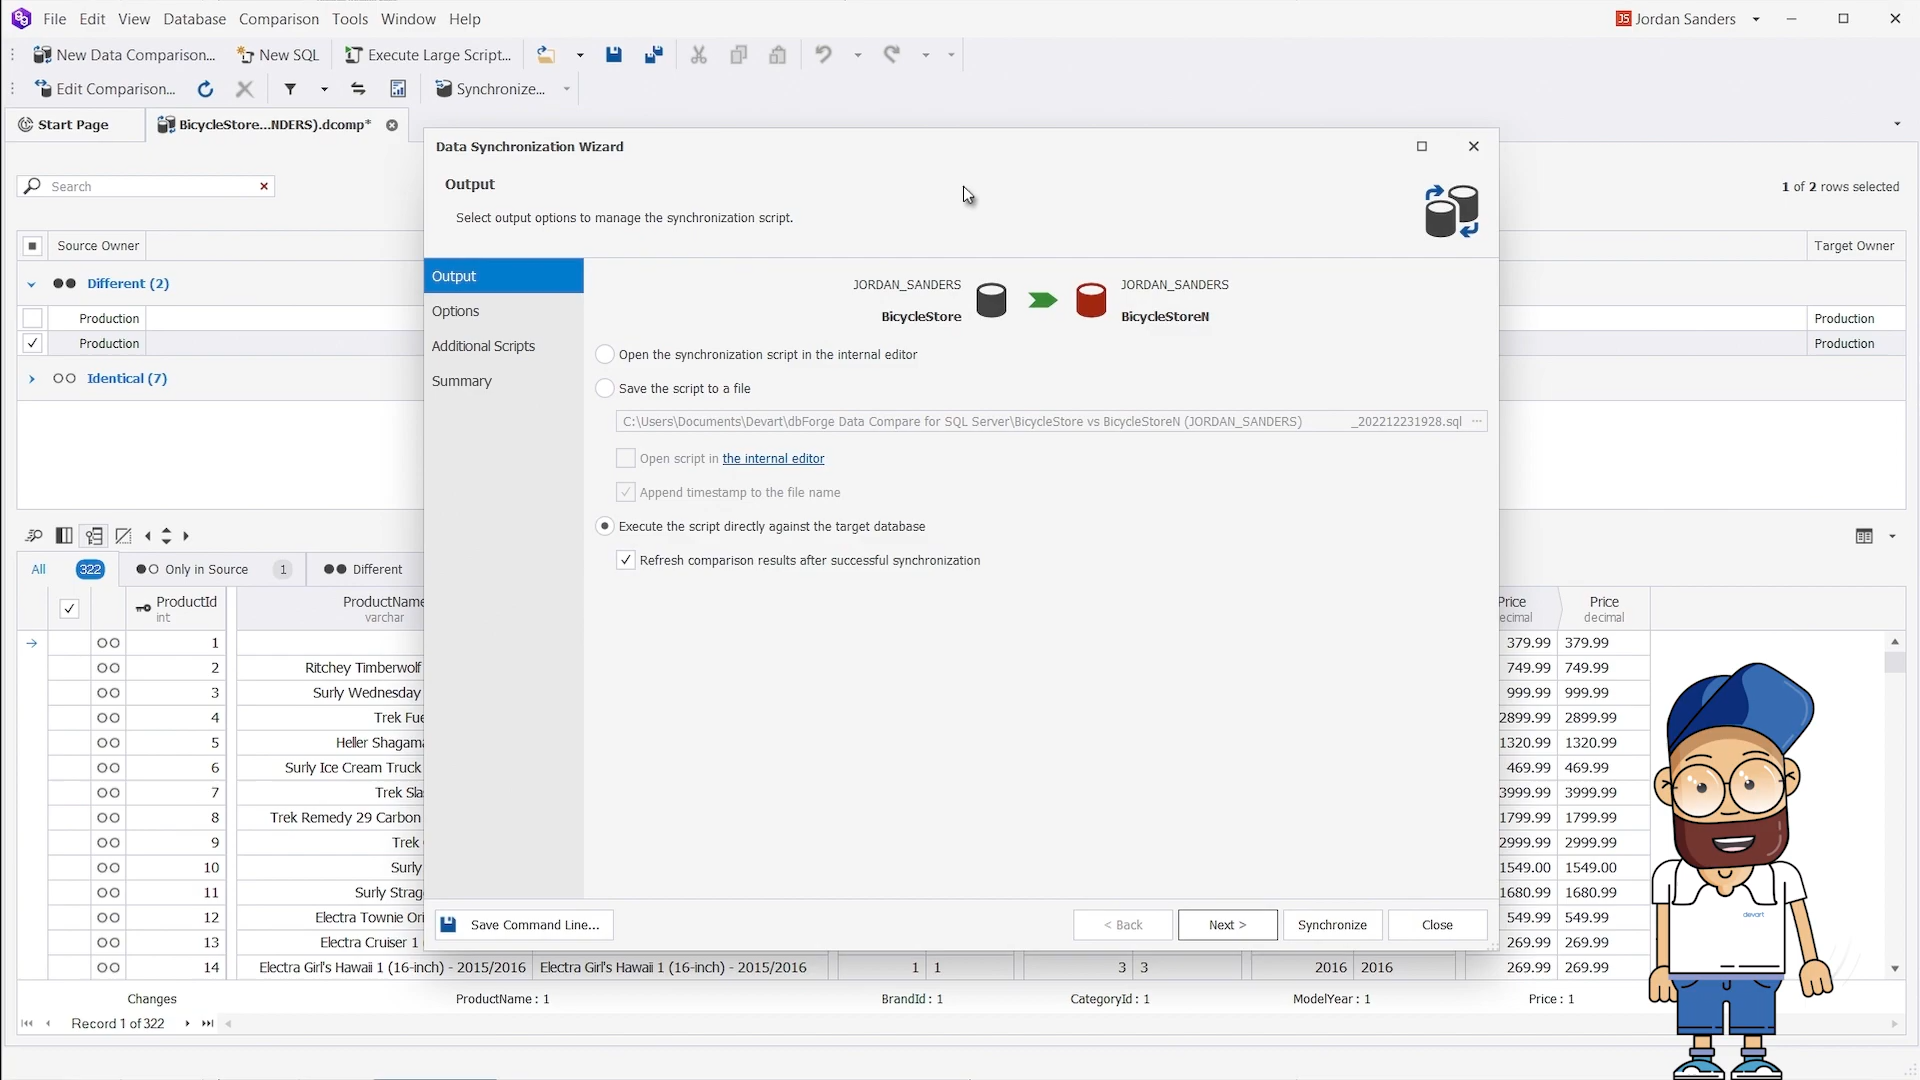 File Edit View Database Comparison Tools Window Help
JS Jordan Sanders
New Data Comparison... New SQL Execute Large Script...
Edit Comparison... Synchronize...
Start Page BicycleStore...NDERS).dcomp*
Search
1 of 2 rows selected
Source Owner
Target Owner
Different (2)
Production
Production
Production
Production
Identical (7)
Data Synchronization Wizard
Output
Select output options to manage the synchronization script.
Output
Options
Additional Scripts
Summary
JORDAN_SANDERS
BicycleStore
JORDAN_SANDERS
BicycleStoreN
Open the synchronization script in the internal editor
Save the script to a file
C:\Users\Documents\Devart\dbForge Data Compare for SQL Server\BicycleStore vs BicycleStoreN (JORDAN_SANDERS) _202212231928.sql ...
Open script in the internal editor
Append timestamp to the file name
Execute the script directly against the target database
Refresh comparison results after successful synchronization
Save Command Line...
< Back Next > Synchronize Close
All 322 Only in Source 1 Different
ProductId int ProductName varchar Price decimal
1 379.99 379.99
2 Ritchey Timberwolf 749.99 749.99
3 Surly Wednesday 999.99 999.99
4 Trek Fue 2899.99 2899.99
5 Heller Shagama 1320.99 1320.99
6 Surly Ice Cream Truck 469.99 469.99
7 Trek Sla 3999.99 3999.99
8 Trek Remedy 29 Carbon 1799.99 1799.99
9 Trek 2999.99 2999.99
10 Surly 1549.00 1549.00
11 Surly Strag 1680.99 1680.99
12 Electra Townie Ori 549.99 549.99
13 Electra Cruiser 1 269.99 269.99
14 Electra Girl's Hawaii 1 (16-inch) - 2015/2016 Electra Girl's Hawaii 1 (16-inch) - 2015/2016 1 1 3 3 2016 2016 269.99 269.99
Changes ProductName : 1 BrandId : 1 CategoryId : 1 ModelYear : 1 Price : 1
Record 1 of 322
devart